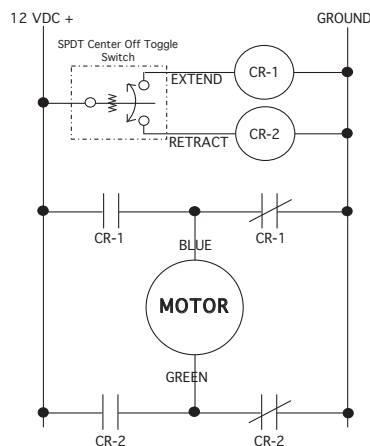 12 VDC +
GROUND
SPDT Center Off Toggle
Switch
EXTEND
CR-1
RETRACT
CR-2
CR-1
CR-1
BLUE
MOTOR
GREEN
CR-2
CR-2